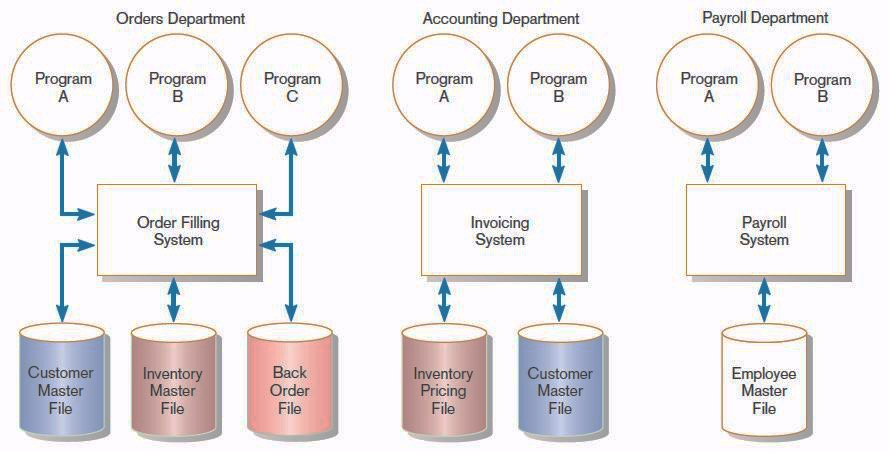 Orders Department
Accounting Department
Payroll Department
Program
A
Program
B
Program
C
Program
A
Program
B
Program
A
Program
B
Order Filling
System
Invoicing
System
Payroll
System
Customer
Master
File
Inventory
Master
File
Back
Order
File
Inventory
Pricing
File
Customer
Master
File
Employee
Master
File